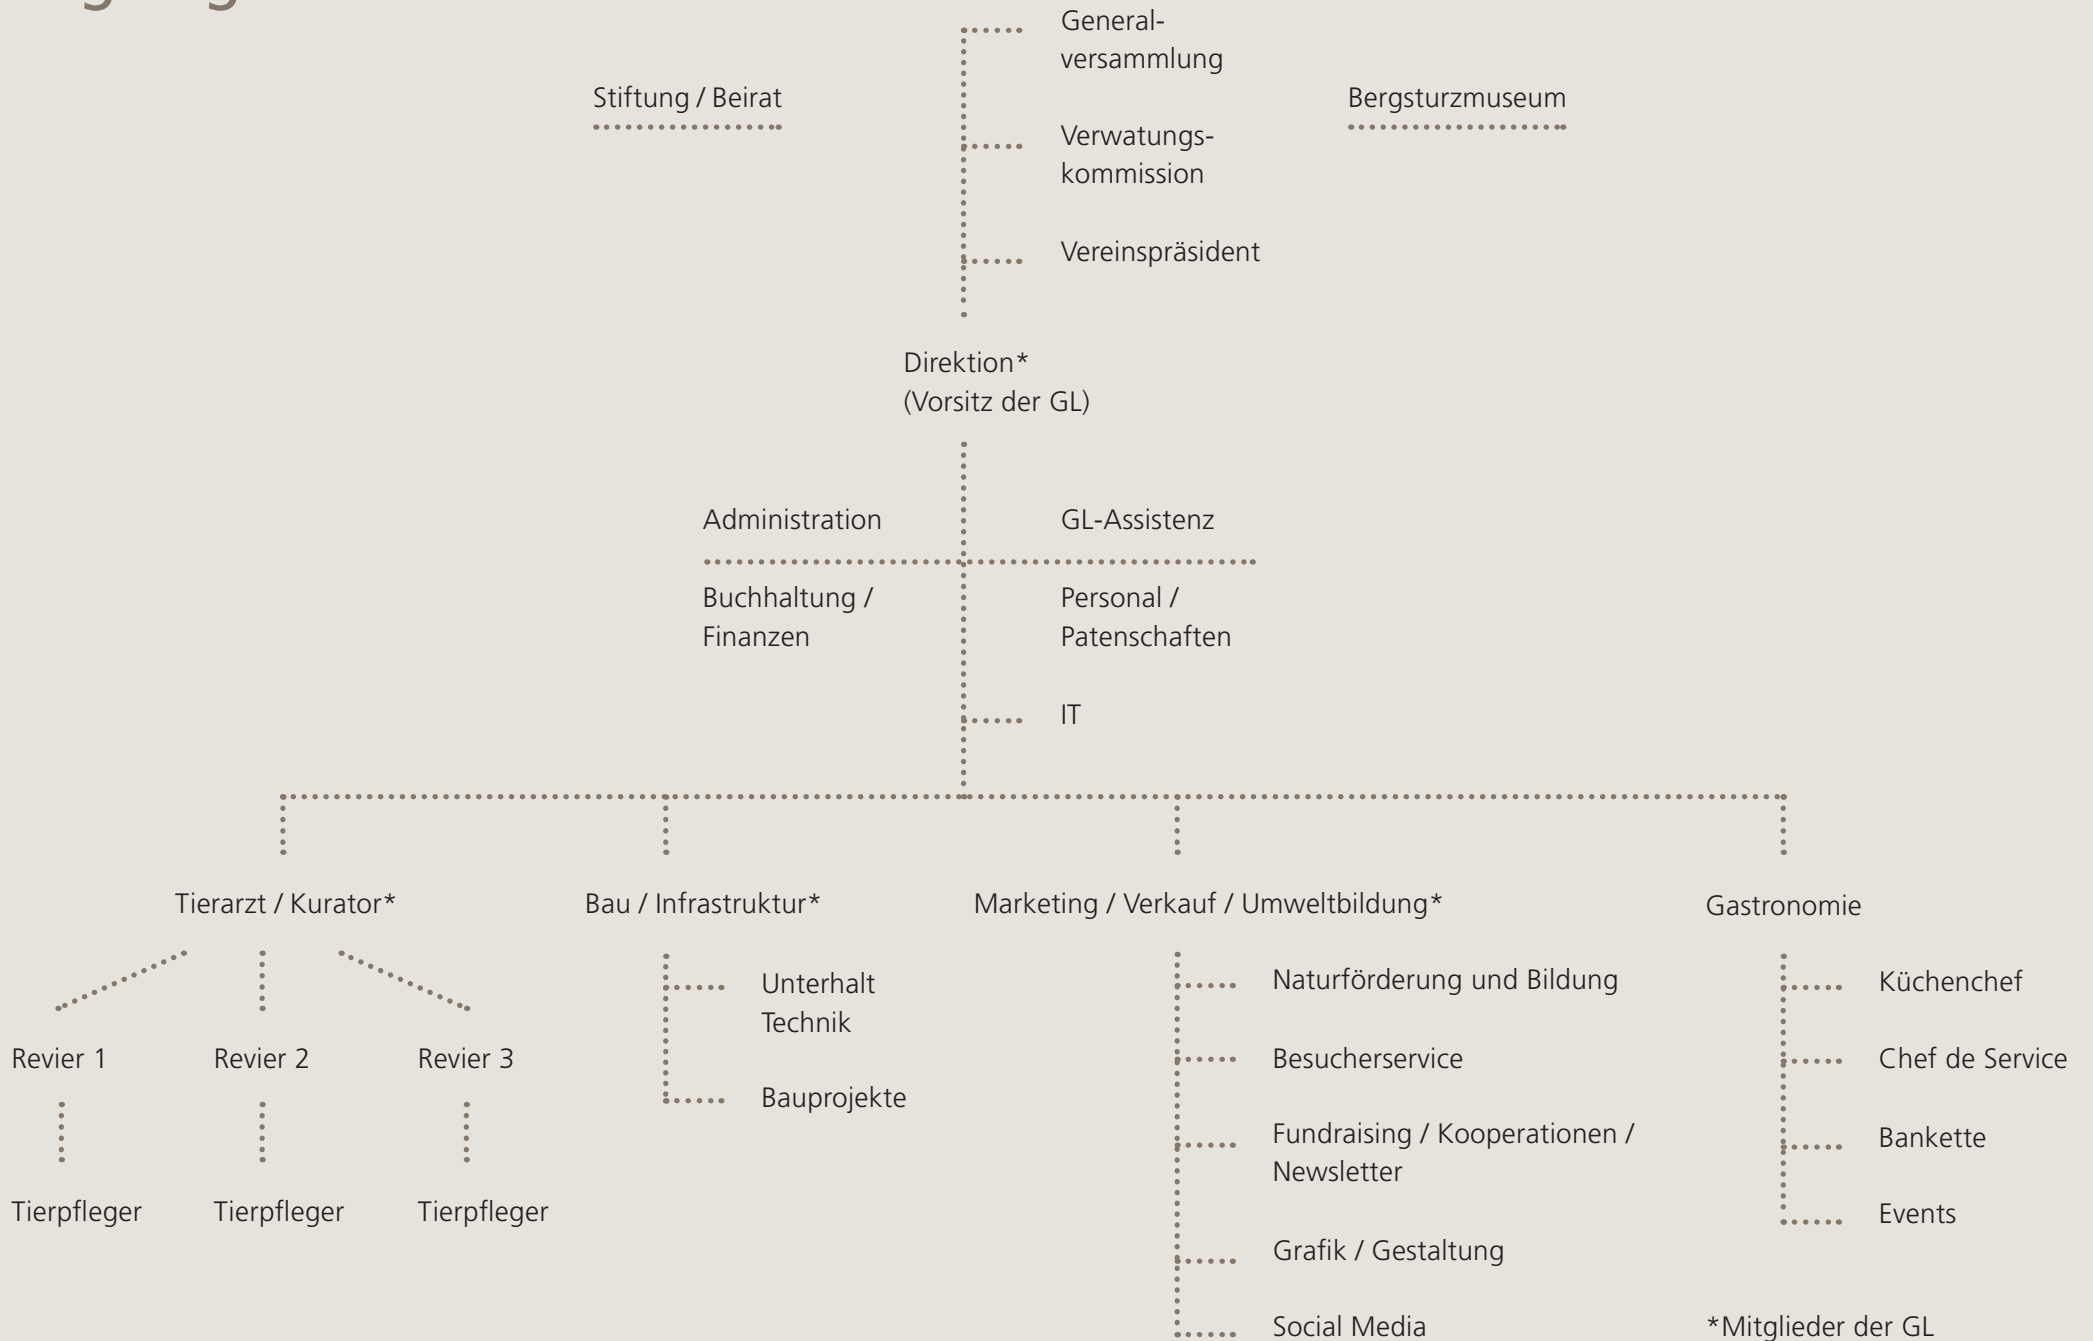 General-
versammlung
Stiftung / Beirat
Bergsturzmuseum
Verwatungs-
kommission
Vereinspräsident
Direktion*
(Vorsitz der GL)
Administration
GL-Assistenz
Buchhaltung /
Finanzen
Personal /
Patenschaften
IT
Tierarzt / Kurator*
Bau / Infrastruktur*
Marketing / Verkauf / Umweltbildung*
Gastronomie
Revier 1
Revier 2
Revier 3
Tierpfleger
Tierpfleger
Tierpfleger
Unterhalt
Technik
Bauprojekte
Naturförderung und Bildung
Besucherservice
Fundraising / Kooperationen /
Newsletter
Grafik / Gestaltung
Social Media
Küchenchef
Chef de Service
Bankette
Events
*Mitglieder der GL